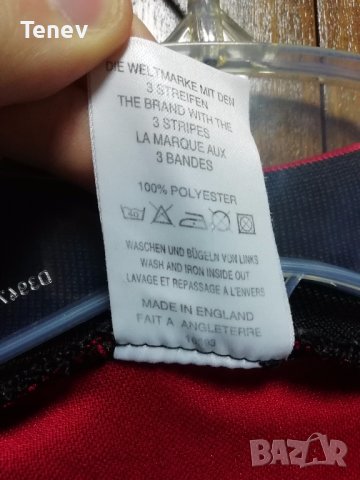 Tenev
DIE WELTMARKE MIT DEN
3 STREIFEN
THE BRAND WITH THE
3 STRIPES
LA MARQUE AUX
3 BANDES
100% POLYESTER
40
WASCHEN UND BÜGELN VON LINKS
WASH AND IRON INSIDE OUT
LAVAGE ET REPASSAGE À L'ENVERS
MADE IN ENGLAND
FAIT A ANGLETERRE
BAZAR